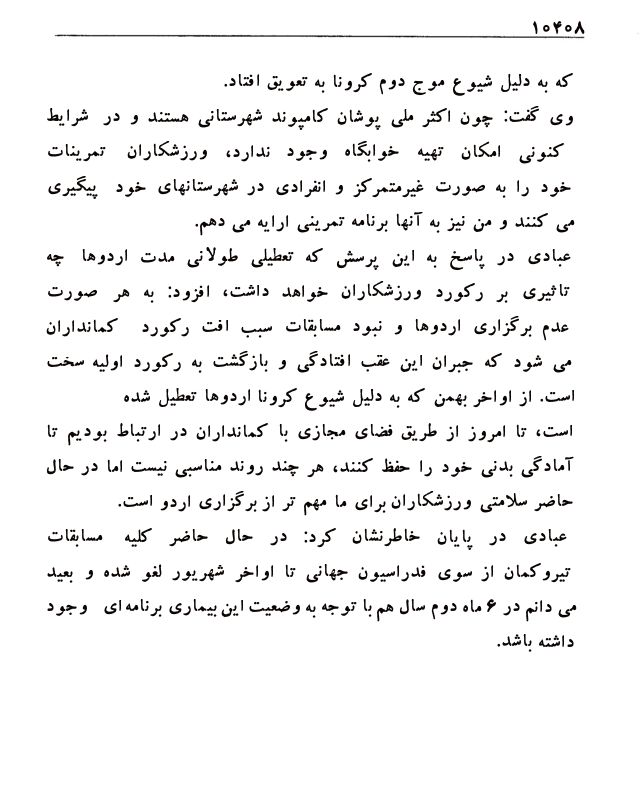 ۱۰۴۰۸
که به دلیل شیوع موج دوم کرونا به تعویق افتاد.
وی گفت: چون اکثر ملی پوشان کامپوند شهرستانی هستند و در شرایط
کنونی امکان تهیه خوابگاه وجود ندارد، ورزشکاران تمرینات
خود را به صورت غیرمتمرکز و انفرادی در شهرستانهای خود پیگیری
می کنند و من نیز به آنها برنامه تمرینی ارایه می دهم.
عبادی در پاسخ به این پرسش که تعطیلی طولانی مدت اردوها چه
تاثیری بر رکورد ورزشکاران خواهد داشت، افزود: به هر صورت
عدم برگزاری اردوها و نبود مسابقات سبب افت رکورد کمانداران
می شود که جبران این عقب افتادگی و بازگشت به رکورد اولیه سخت
است. از اواخر بهمن که به دلیل شیوع کرونا اردوها تعطیل شده
است، تا امروز از طریق فضای مجازی با کمانداران در ارتباط بودیم تا
آمادگی بدنی خود را حفظ کنند، هر چند روند مناسبی نیست اما در حال
حاضر سلامتی ورزشکاران برای ما مهم تر از برگزاری اردو است.
عبادی در پایان خاطرنشان کرد: در حال حاضر کلیه مسابقات
تیروکمان از سوی فدراسیون جهانی تا اواخر شهریور لغو شده و بعید
می دانم در ۶ ماه دوم سال هم با توجه به وضعیت این بیماری برنامه ای وجود
داشته باشد.